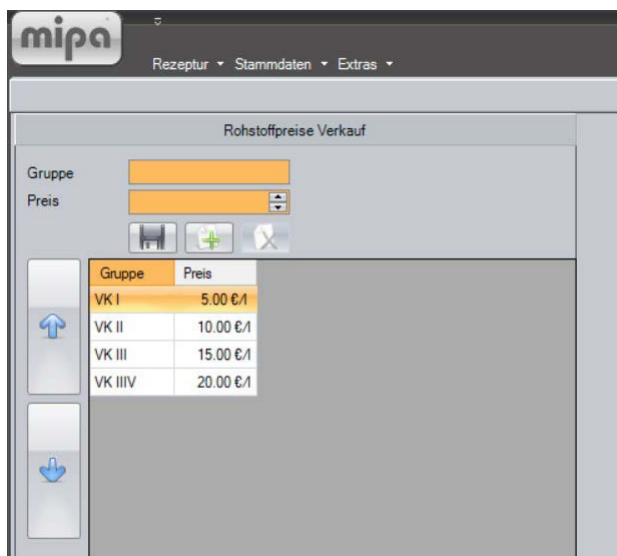 mipa
Rezeptur Stammdaten Extras
Rohstoffpreise Verkauf
Gruppe
Preis
Gruppe Preis
VK I 5.00 €/l
VK II 10.00 €/l
VK III 15.00 €/l
VK IIIV 20.00 €/l